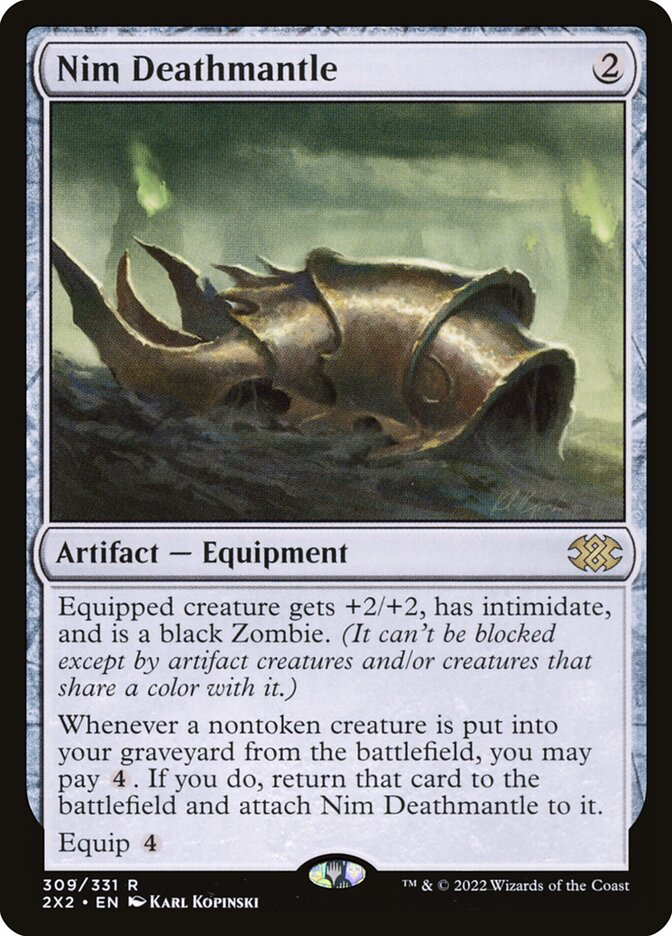 Nim Deathmantle 2
Artifact — Equipment
Equipped creature gets +2/+2, has intimidate,
and is a black Zombie. (It can't be blocked
except by artifact creatures and/or creatures that
share a color with it.)
Whenever a nontoken creature is put into
your graveyard from the battlefield, you may
pay 4. If you do, return that card to the
battlefield and attach Nim Deathmantle to it.
Equip 4
309/331 R
™ & © 2022 Wizards of the Coast
2X2 • EN Karl Kopinski